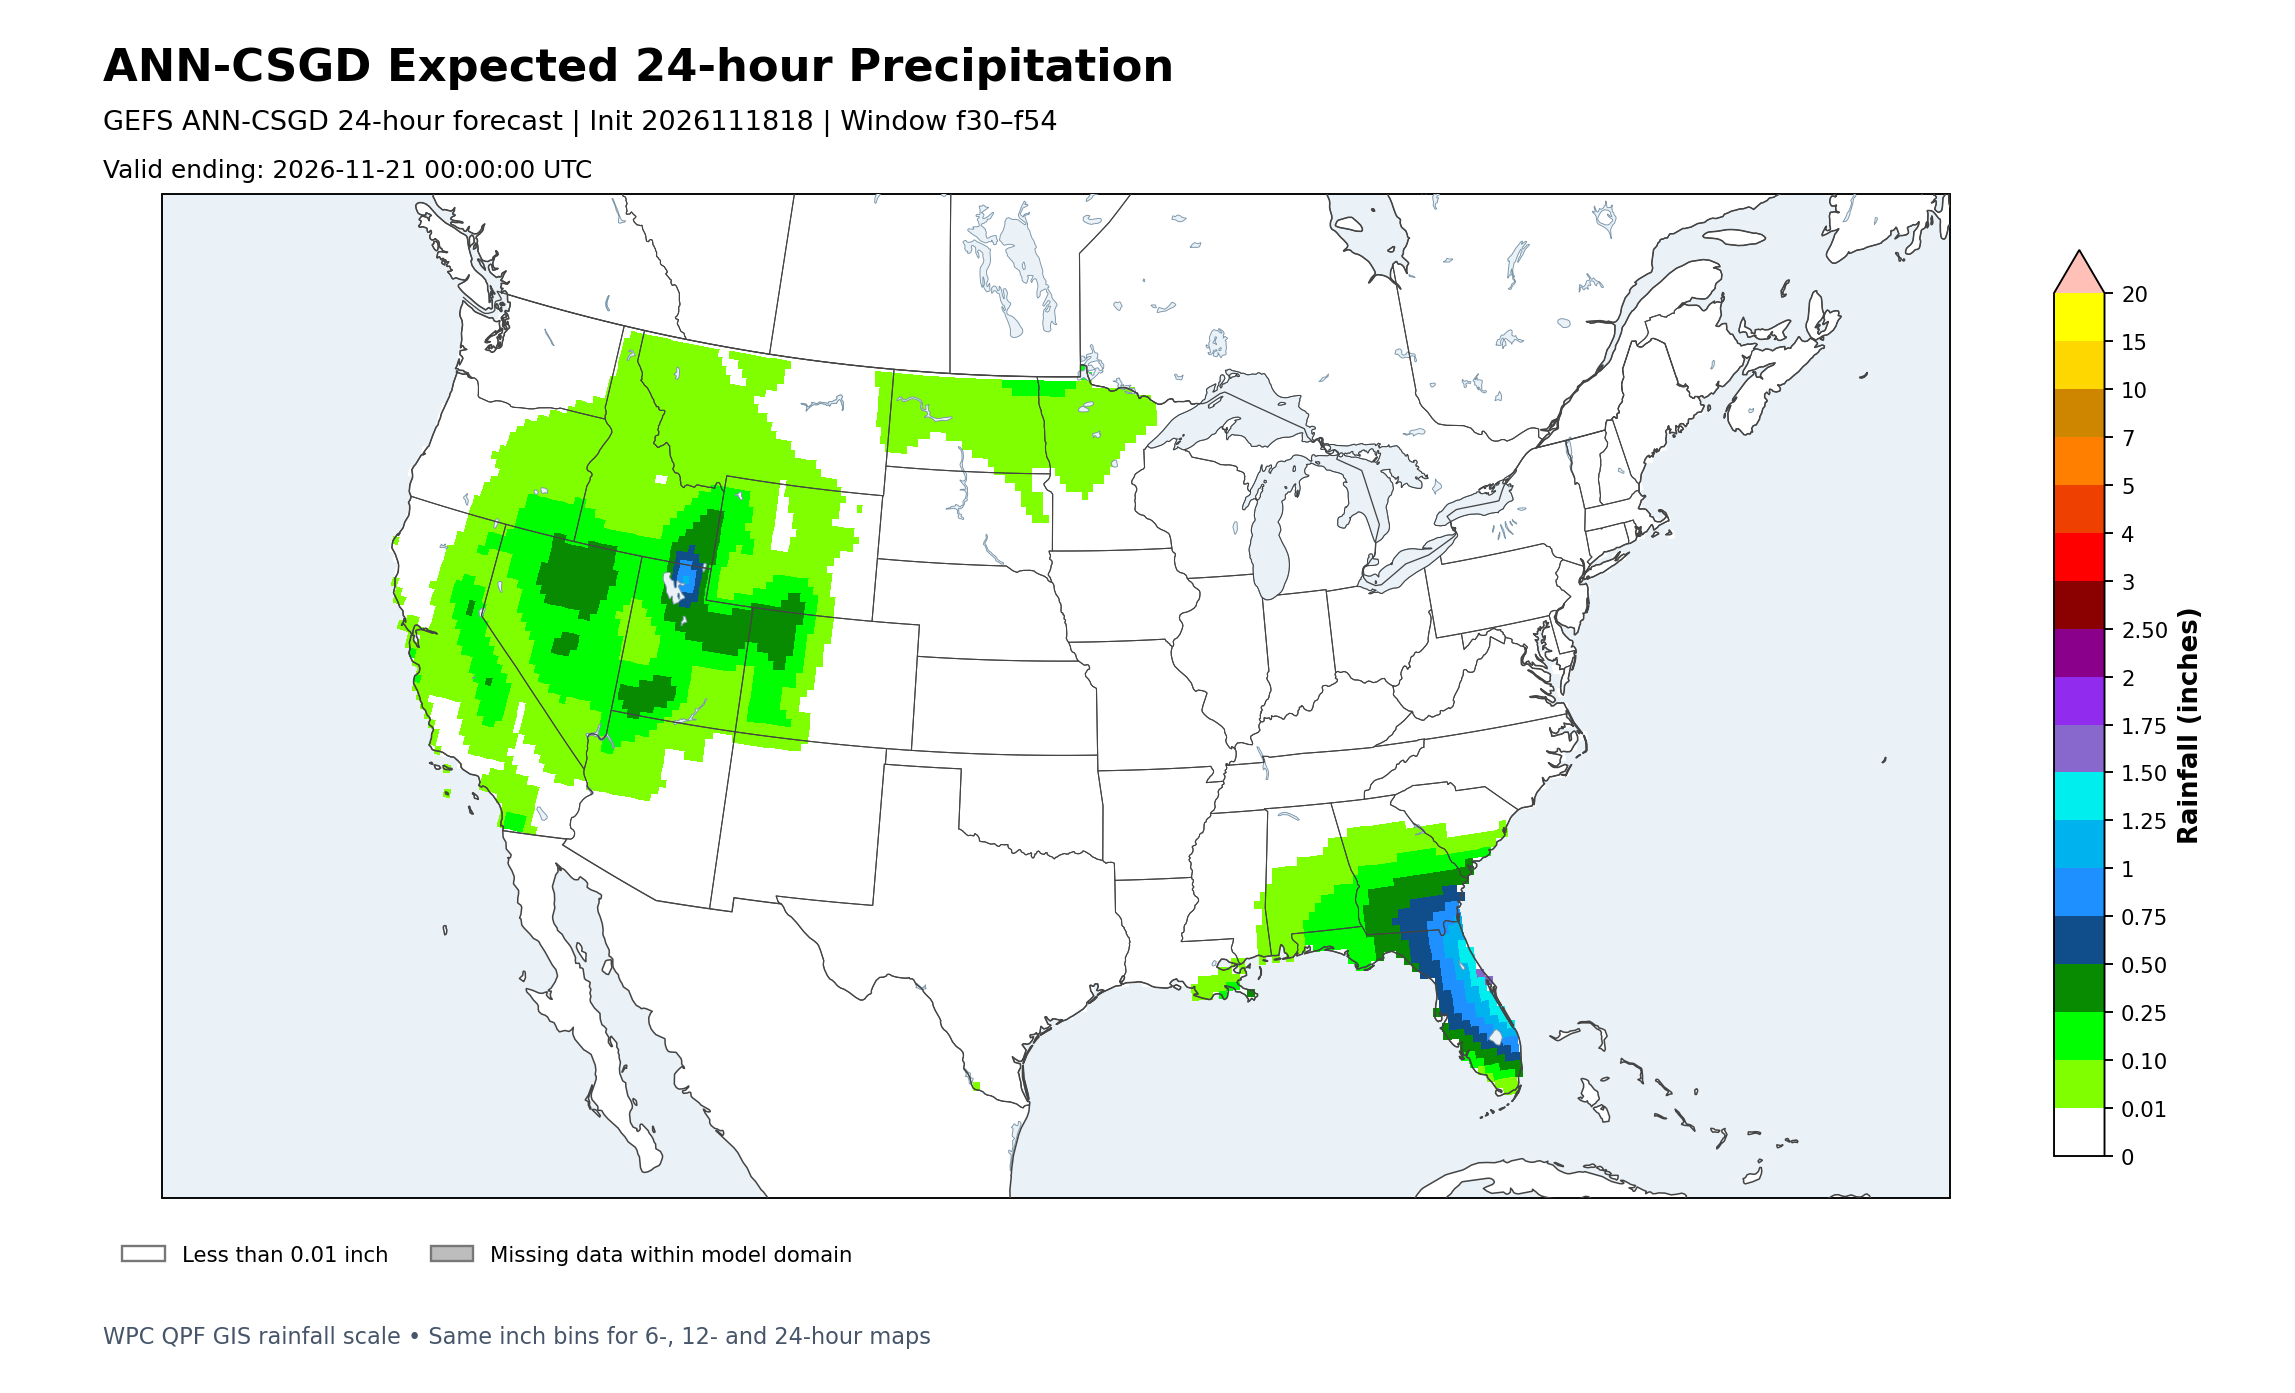 ANN-CSGD Expected 24-hour Precipitation
GEFS ANN-CSGD 24-hour forecast | Init 2026111818 | Window f30–f54
Valid ending: 2026-11-21 00:00:00 UTC
20
15
10
7
5
4
3
2.50
2
1.75
1.50
1.25
1
0.75
0.50
0.25
0.10
0.01
0
Rainfall (inches)
Less than 0.01 inch
Missing data within model domain
WPC QPF GIS rainfall scale • Same inch bins for 6-, 12- and 24-hour maps